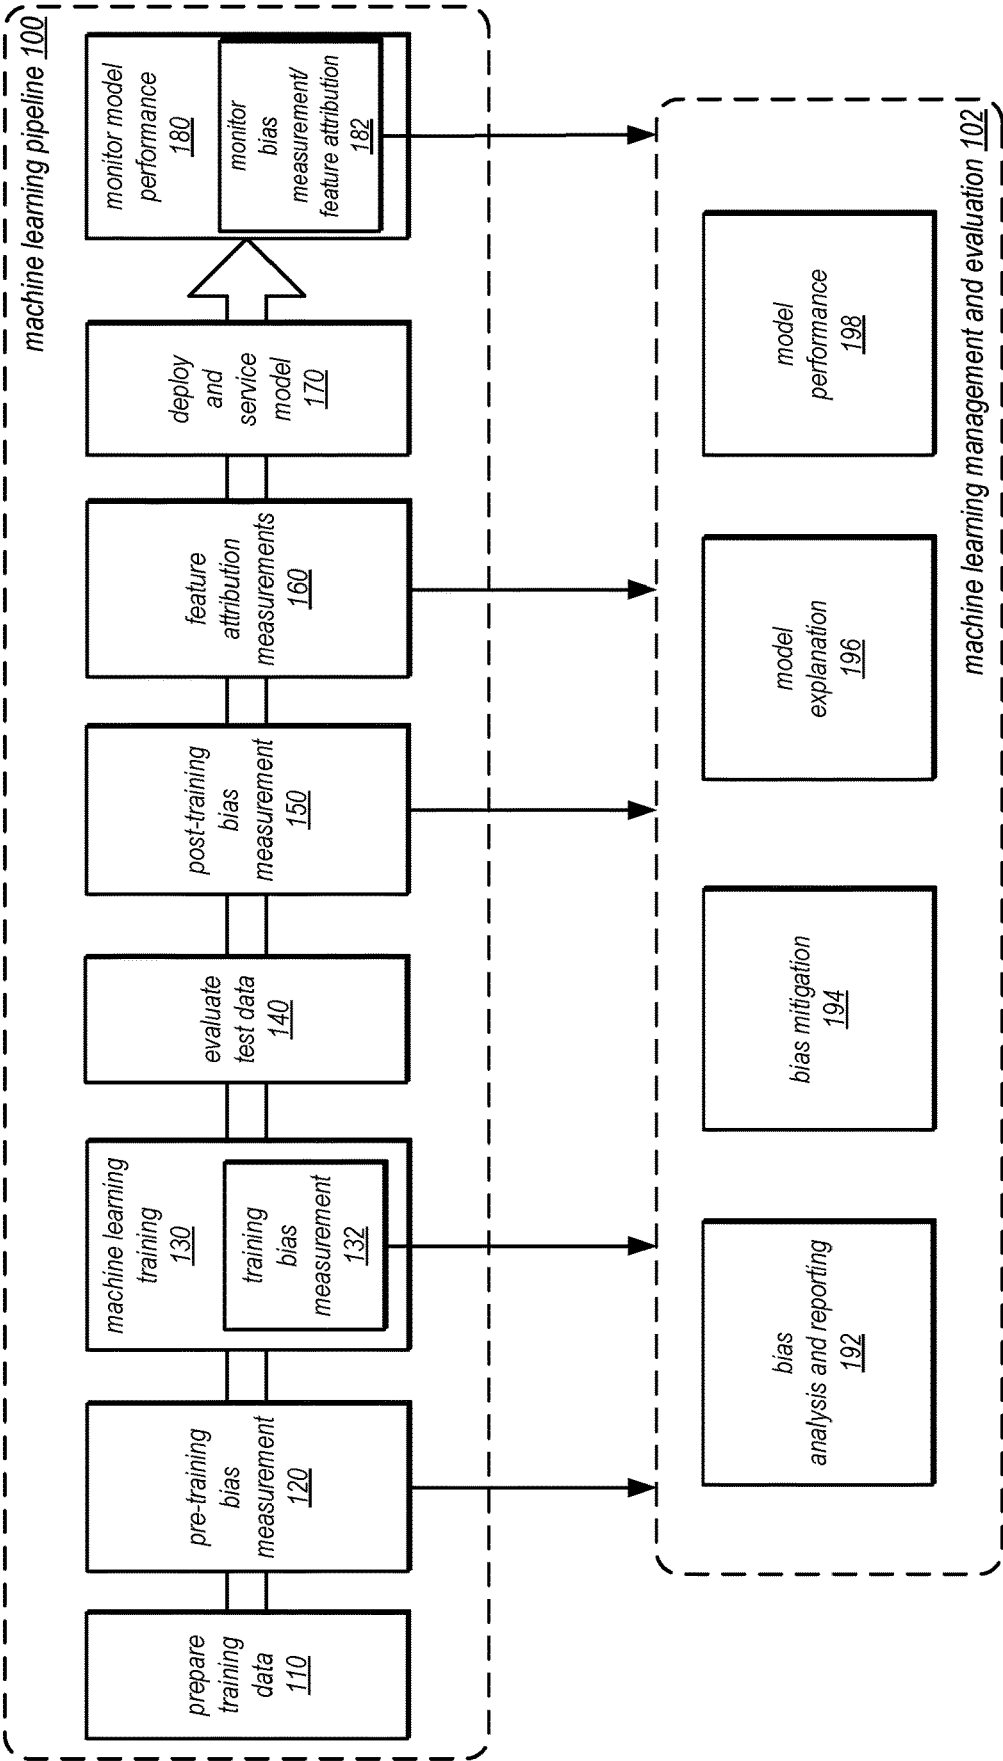 machine learning pipeline 100
prepare
training
data
110
pre-training
bias
measurement
120
machine learning
training
130
training
bias
measurement
132
evaluate
test data
140
post-training
bias
measurement
150
feature
attribution
measurements
160
deploy
and
service
model
170
monitor model
performance
180
monitor
bias
measurement/
feature attribution
182
bias
analysis and reporting
192
bias mitigation
194
model
explanation
196
model
performance
198
machine learning management and evaluation 102